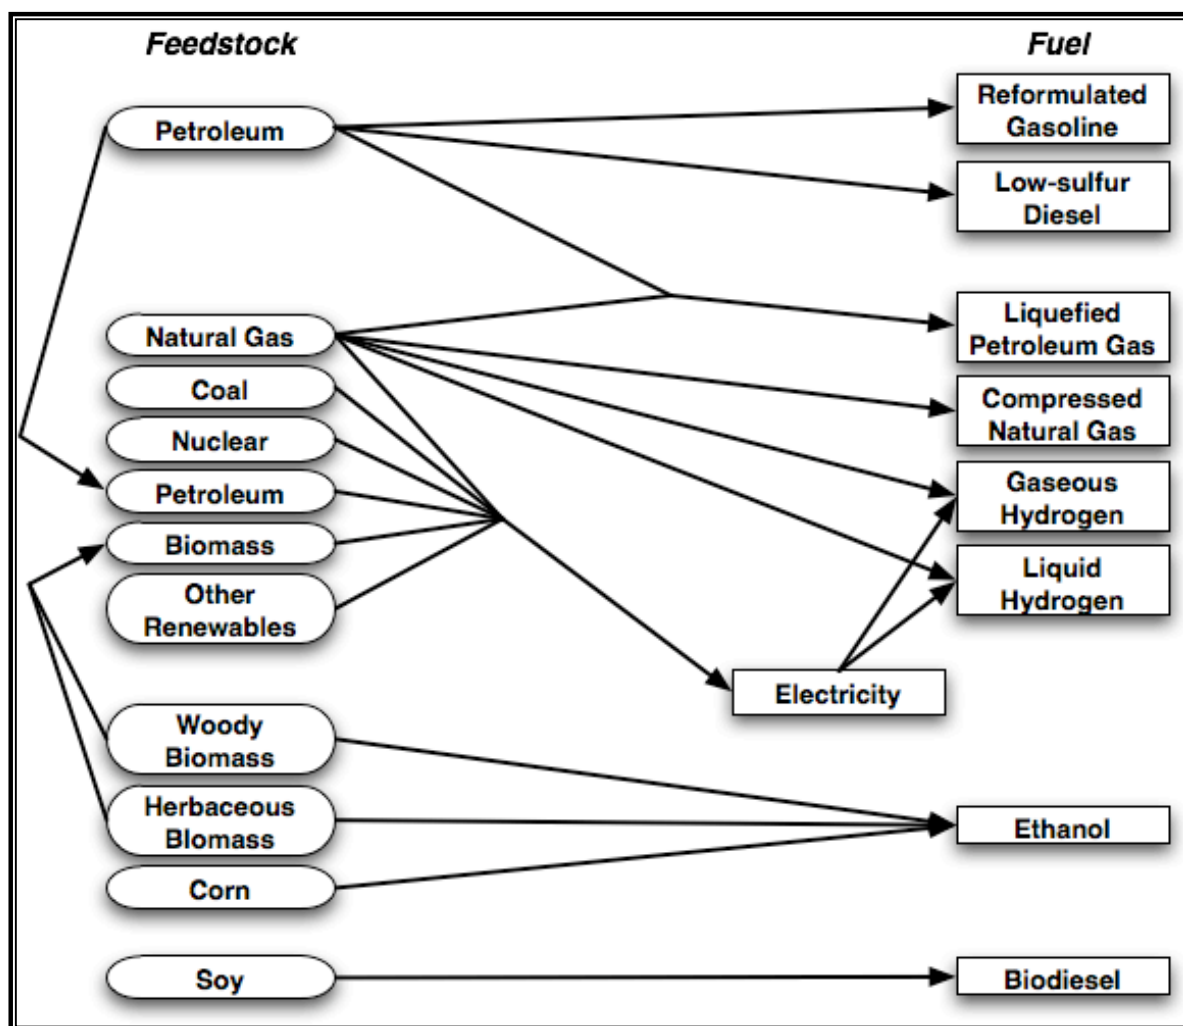 Feedstock
Fuel
Petroleum
Reformulated
Gasoline
Low-sulfur
Diesel
Natural Gas
Liquefied
Petroleum Gas
Coal
Compressed
Natural Gas
Nuclear
Petroleum
Gaseous
Hydrogen
Biomass
Other
Renewables
Liquid
Hydrogen
Electricity
Woody
Biomass
Herbaceous
Biomass
Ethanol
Corn
Soy
Biodiesel